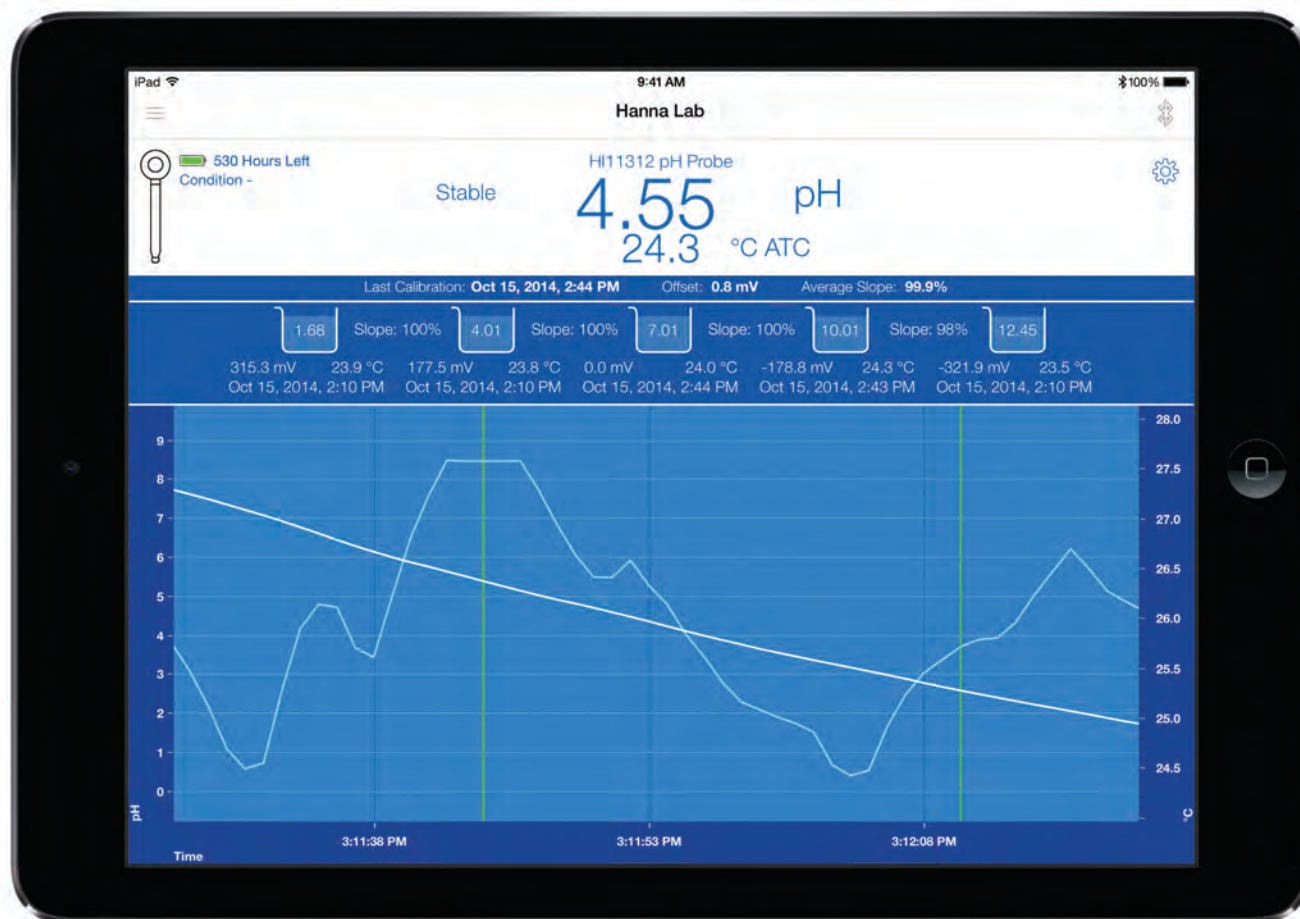 iPad 9:41 AM 100%
Hanna Lab
530 Hours Left
Condition -
HI11312 pH Probe
Stable 4.55 pH
24.3 °C ATC
Last Calibration: Oct 15, 2014, 2:44 PM Offset: 0.8 mV Average Slope: 99.9%
1.68 Slope: 100% 4.01 Slope: 100% 7.01 Slope: 100% 10.01 Slope: 98% 12.45
315.3 mV 23.9 °C 177.5 mV 23.8 °C 0.0 mV 24.0 °C -178.8 mV 24.3 °C -321.9 mV 23.5 °C
Oct 15, 2014, 2:10 PM Oct 15, 2014, 2:10 PM Oct 15, 2014, 2:44 PM Oct 15, 2014, 2:43 PM Oct 15, 2014, 2:10 PM
28.0
9
27.5
8
27.0
7
26.5
6
5
26.0
4
25.5
3
25.0
2
1
24.5
0
pH °C
3:11:38 PM 3:11:53 PM 3:12:08 PM
Time